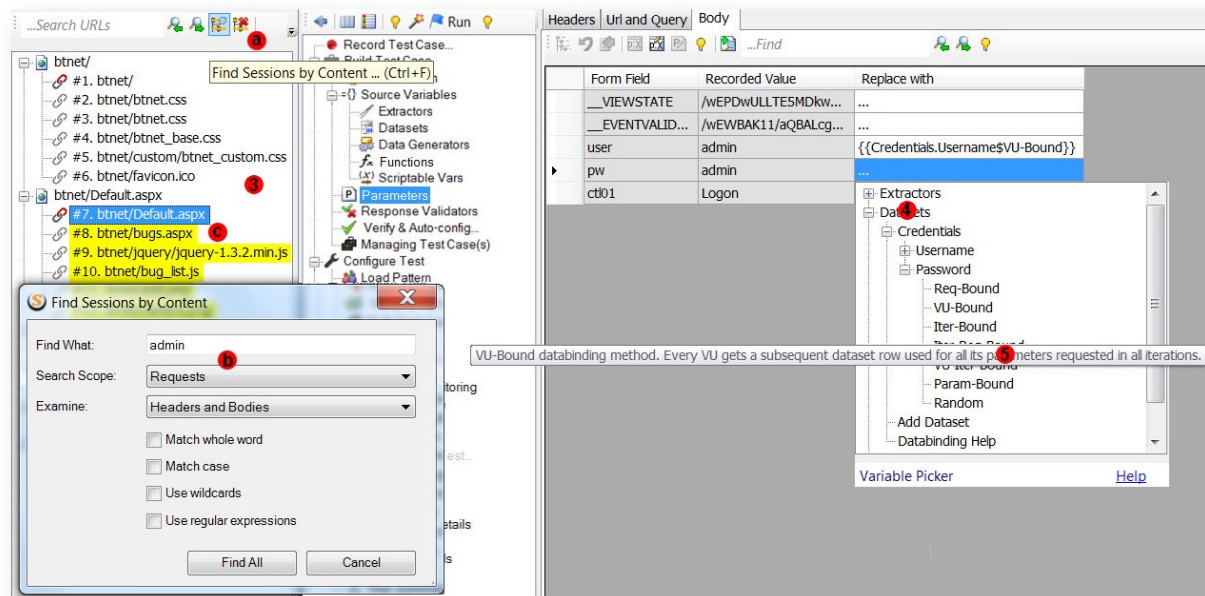 ...Search URLs
a
btnet/
#1. btnet/
#2. btnet/btnet.css
#3. btnet/btnet.css
#4. btnet/btnet_base.css
#5. btnet/custom/btnet_custom.css
#6. btnet/favicon.ico
3
btnet/Default.aspx
#7. btnet/Default.aspx
#8. btnet/bugs.aspx
c
#9. btnet/jquery/jquery-1.3.2.min.js
#10. btnet/bug_list.js
Find Sessions by Content ... (Ctrl+F)
Find Sessions by Content
Find What:
admin
b
Search Scope:
Requests
Examine:
Headers and Bodies
Match whole word
Match case
Use wildcards
Use regular expressions
Find All
Cancel
Run
Record Test Case...
Build Test Case
Source Variables
Extractors
Datasets
Data Generators
Functions
Scriptable Vars
Parameters
Response Validators
Verify & Auto-config...
Managing Test Case(s)
Configure Test
Load Pattern
Headers
Url and Query
Body
...Find
Form Field
Recorded Value
Replace with
__VIEWSTATE
/wEPDwULLTE5MDkw...
...
__EVENTVALID...
/wEWBAK11/aQBALcg...
...
user
admin
{{Credentials.Username$VU-Bound}}
pw
admin
...
ctl01
Logon
Extractors
4
Datasets
Credentials
Username
Password
Req-Bound
VU-Bound
Iter-Bound
VU-Bound databinding method. Every VU gets a subsequent dataset row used for all its parameters requested in all iterations.
5
VU-Iter-Bound
Param-Bound
Random
Add Dataset
Databinding Help
Variable Picker
Help